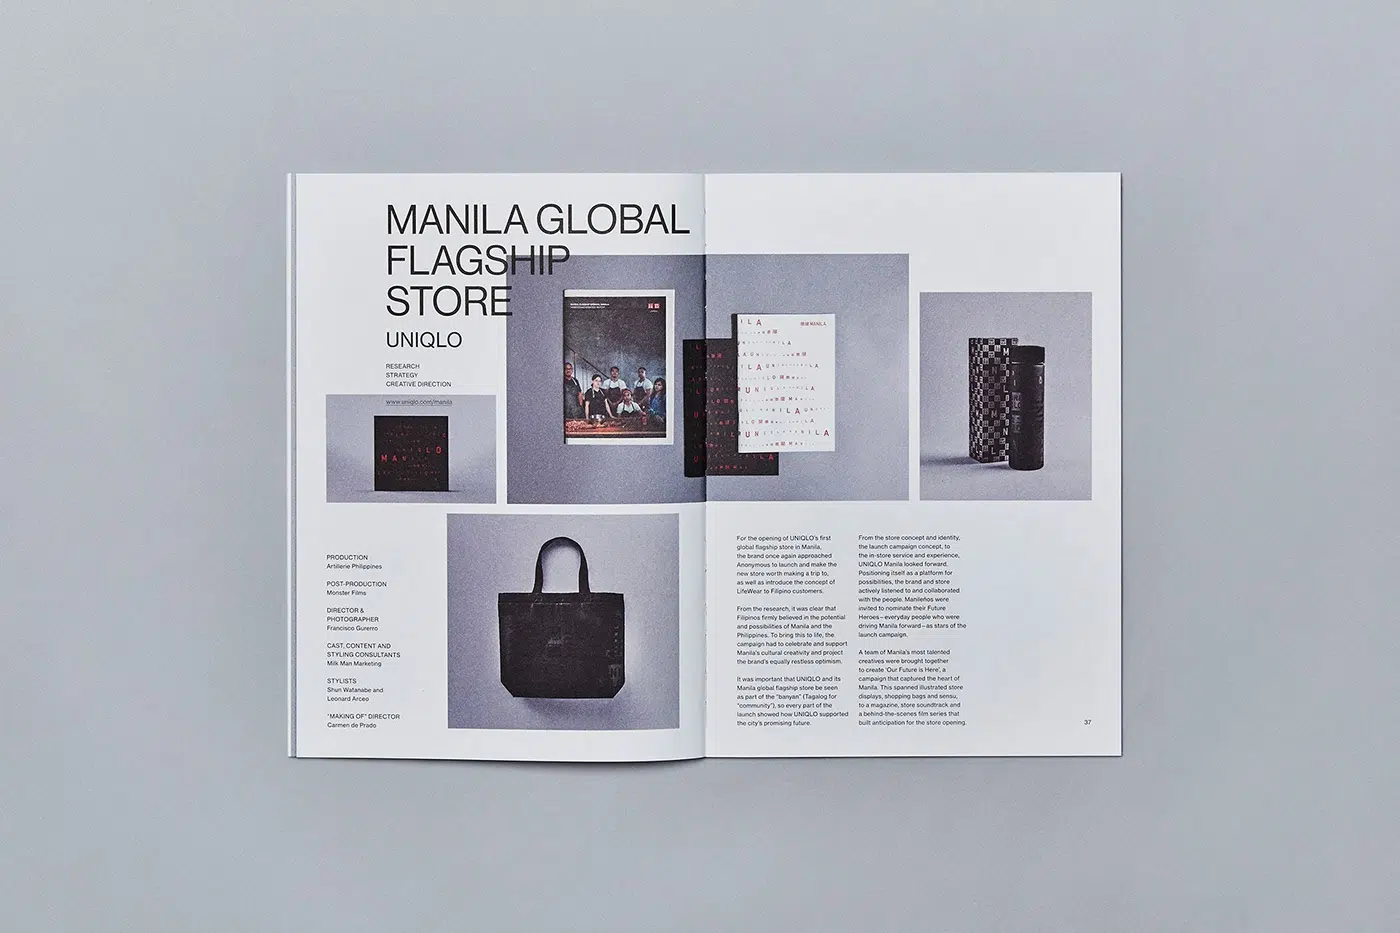 MANILA GLOBAL
FLAGSHIP
STORE
UNIQLO
RESEARCH
STRATEGY
CREATIVE DIRECTION
www.uniqlo.com/manila
PRODUCTION
Artillerie Philippines
POST-PRODUCTION
Monster Films
DIRECTOR &
PHOTOGRAPHER
Francisco Gurerro
CAST, CONTENT AND
STYLING CONSULTANTS
Milk Man Marketing
STYLISTS
Shun Watanabe and
Leonard Arceo
“MAKING OF” DIRECTOR
Carmen de Prado
For the opening of UNIQLO’s first
global flagship store in Manila,
the brand once again approached
Anonymous to launch and make the
new store worth making a trip to,
as well as introduce the concept of
LifeWear to Filipino customers.
From the research, it was clear that
Filipinos firmly believed in the potential
and possibilities of Manila and the
Philippines. To bring this to life, the
campaign had to celebrate and support
Manila’s cultural creativity and project
the brand’s equally restless optimism.
It was important that UNIQLO and its
Manila global flagship store be seen
as part of the “banyan” (Tagalog for
“community”), so every part of the
launch showed how UNIQLO supported
the city’s promising future.
From the store concept and identity,
the launch campaign concept, to
the in-store service and experience,
UNIQLO Manila looked forward.
Positioning itself as a platform for
possibilities, the brand and store
actively listened to and collaborated
with the people. Manileños were
invited to nominate their Future
Heroes – everyday people who were
driving Manila forward – as stars of the
launch campaign.
A team of Manila’s most talented
creatives were brought together
to create ‘Our Future is Here’, a
campaign that captured the heart of
Manila. This spanned illustrated store
displays, shopping bags and sensu,
to a magazine, store soundtrack and
a behind-the-scenes film series that
built anticipation for the store opening.
37